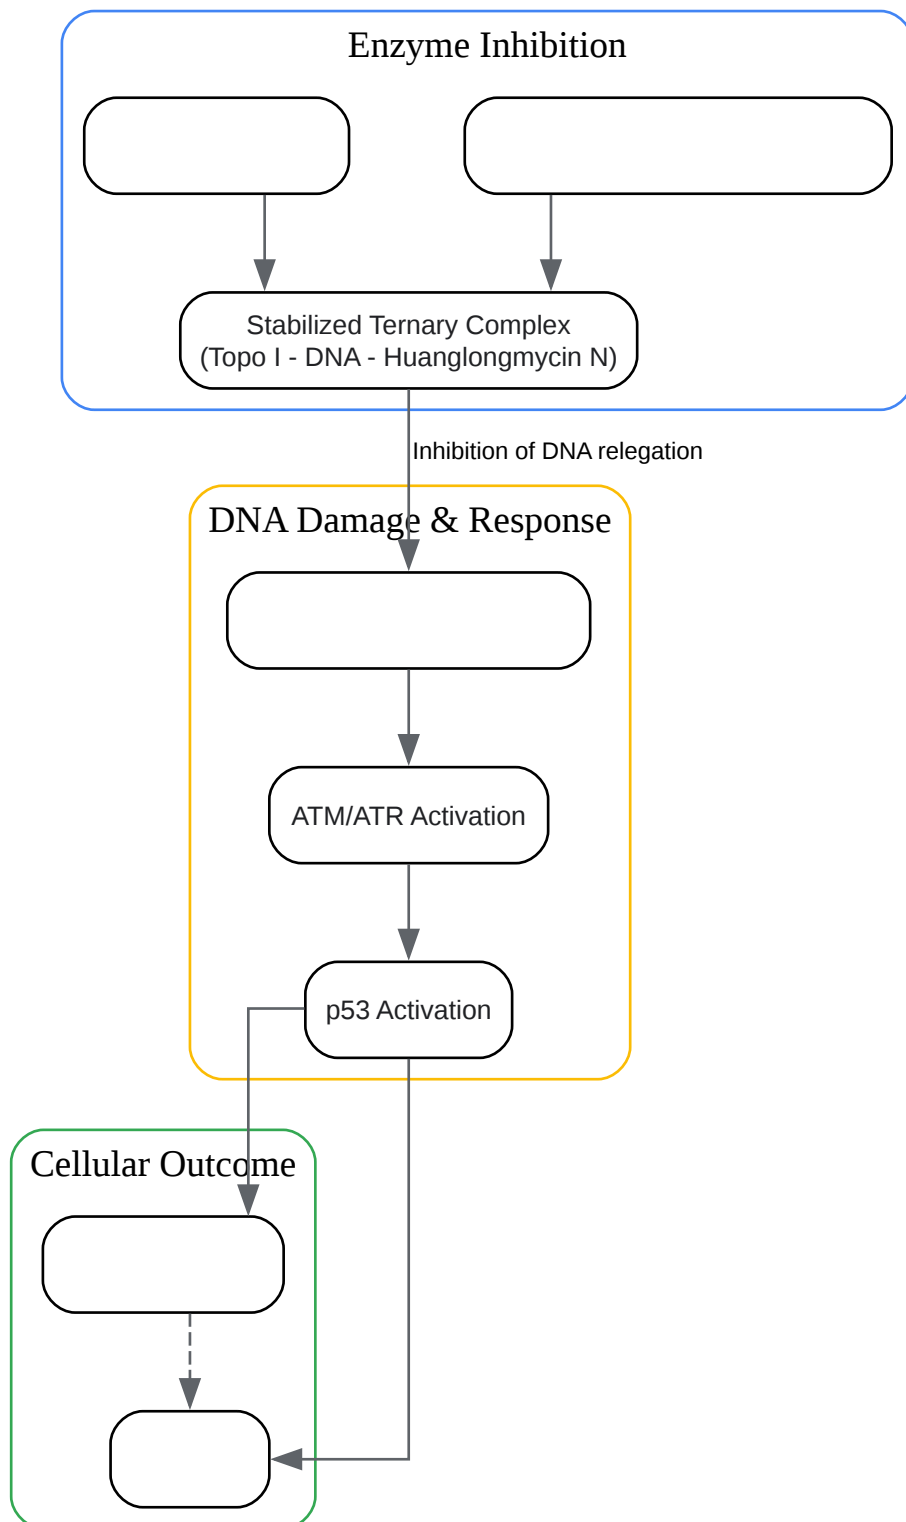 Enzyme Inhibition
Stabilized Ternary Complex
(Topo I - DNA - Huanglongmycin N)
Inhibition of DNA relegation
DNA Damage & Response
ATM/ATR Activation
p53 Activation
Cellular Outcome